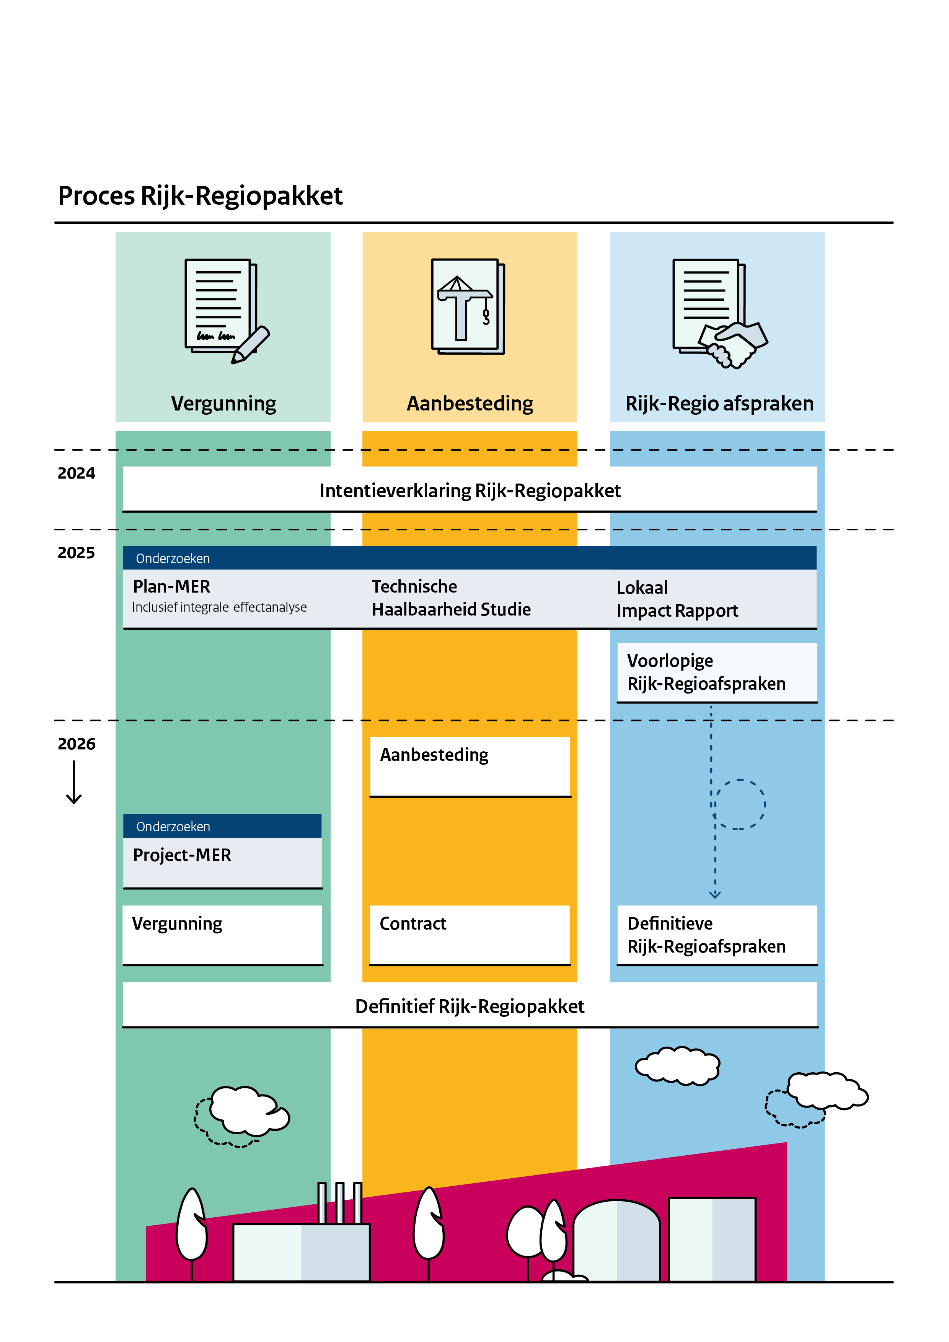 Proces Rijk-Regiopakket
Vergunning
Aanbesteding
Rijk-Regio afspraken
2024
Intentieverklaring Rijk-Regiopakket
2025
Onderzoeken
Plan-MER
Inclusief integrale effectanalyse
Technische
Haalbaarheid Studie
Lokaal
Impact Rapport
Voorlopige
Rijk-Regioafspraken
2026
Aanbesteding
Onderzoeken
Project-MER
Vergunning
Contract
Definitieve
Rijk-Regioafspraken
Definitief Rijk-Regiopakket